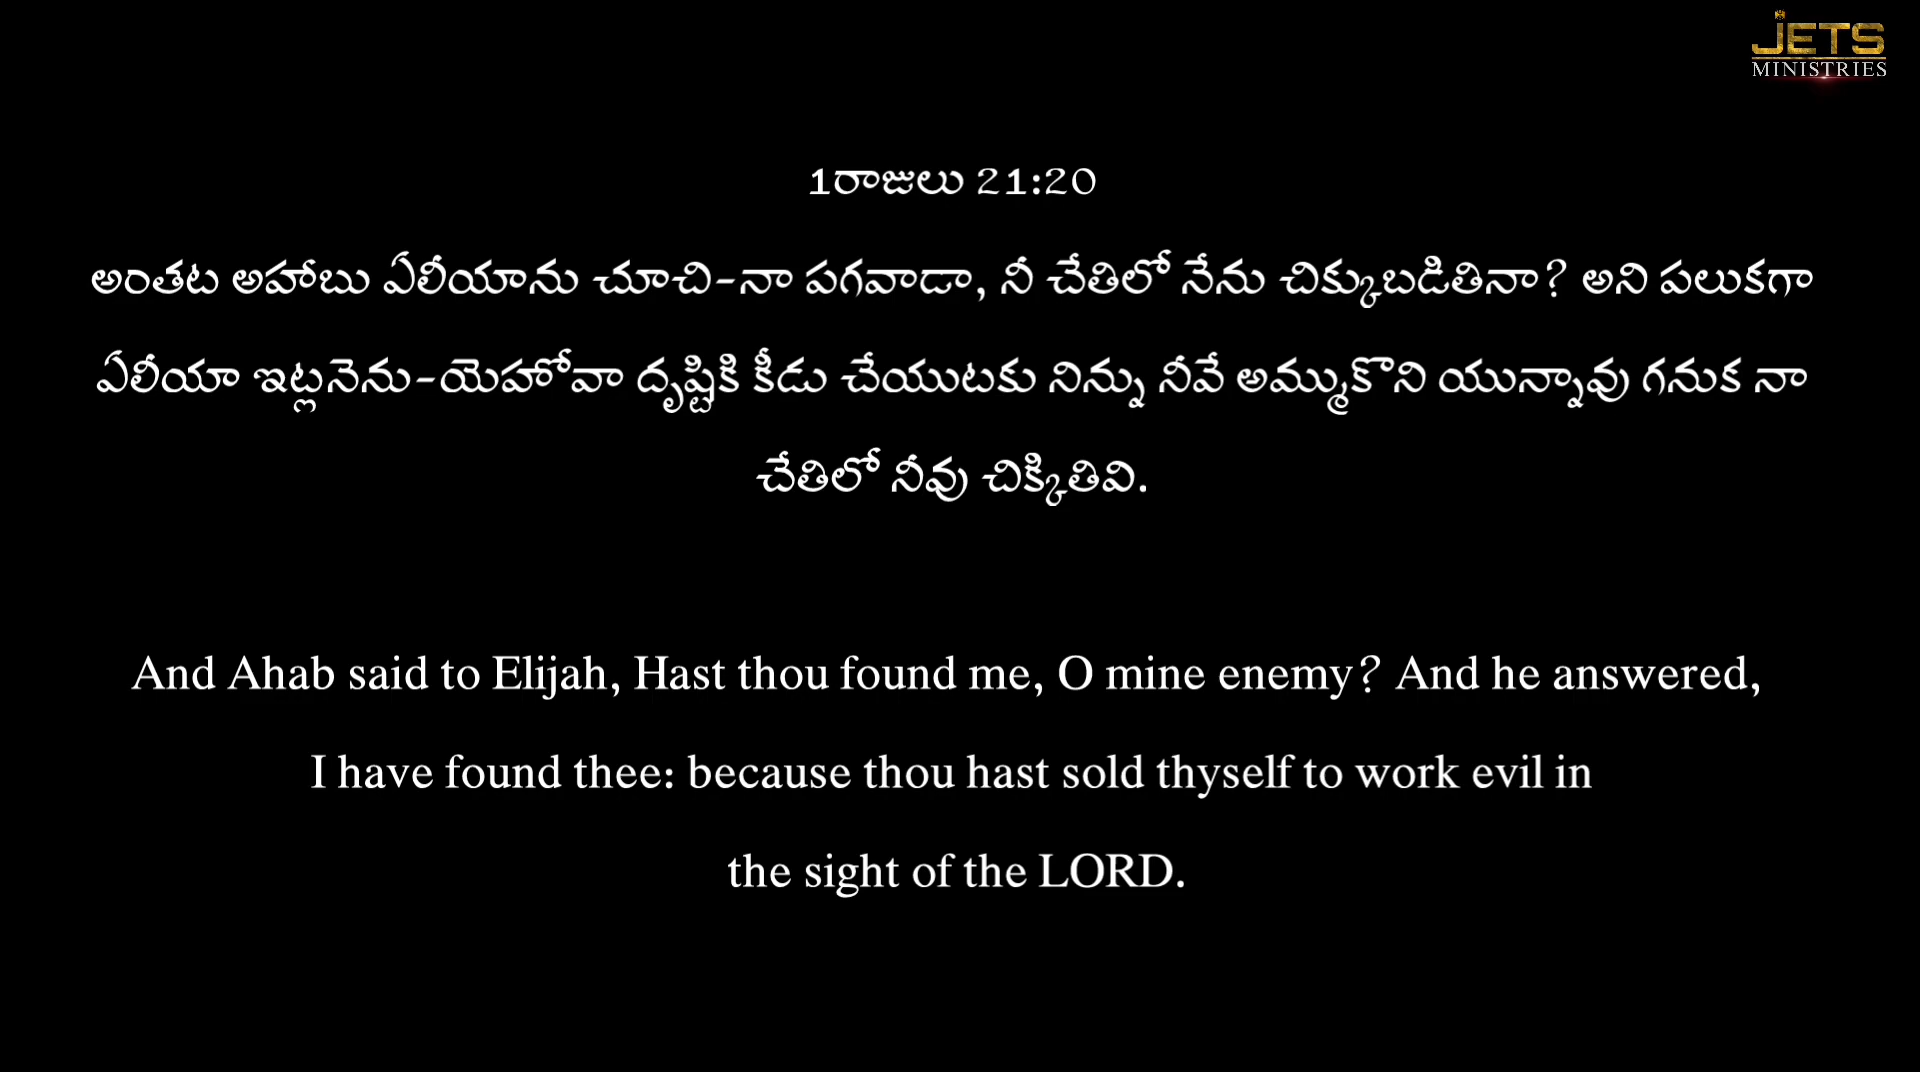 JETS
MINISTRIES
1రాజులు 21:20
అంతట అహాబు ఏలీయాను చూచి-నా పగవాడా, నీ చేతిలో నేను చిక్కుబడితినా? అని పలుకగా
ఏలీయా ఇట్లనెను-యెహోవా దృష్టికి కీడు చేయుటకు నిన్ను నీవే అమ్ముకొని యున్నావు గనుక నా
చేతిలో నీవు చిక్కితివి.
And Ahab said to Elijah, Hast thou found me, O mine enemy? And he answered,
I have found thee: because thou hast sold thyself to work evil in
the sight of the LORD.